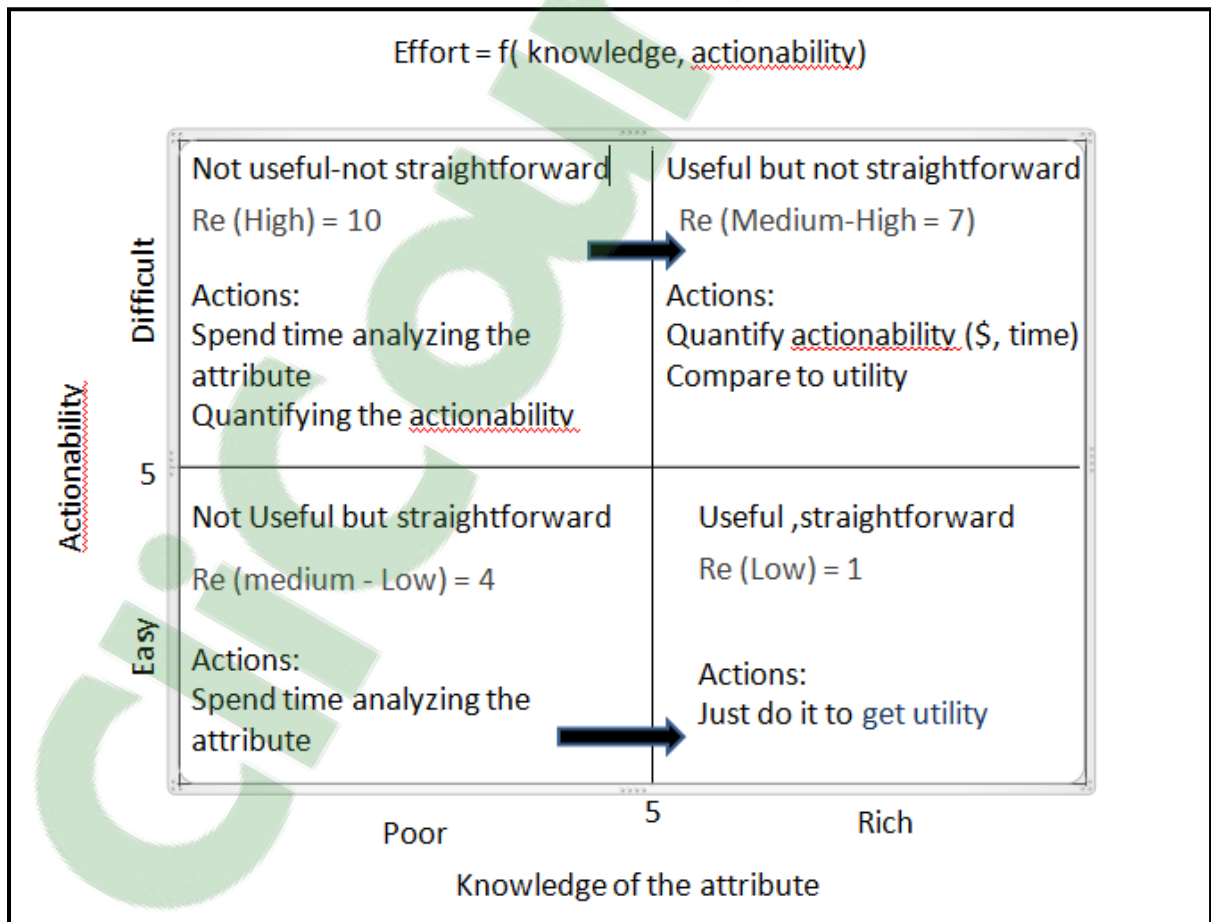 Effort = f( knowledge, actionability)
Not useful-not straightforward
Re (High) = 10
Actions:
Spend time analyzing the
attribute
Quantifying the actionability
Useful but not straightforward
Re (Medium-High = 7)
Actions:
Quantify actionability ($, time)
Compare to utility
Difficult
Actionability
5
Easy
Not Useful but straightforward
Re (medium - Low) = 4
Actions:
Spend time analyzing the
attribute
Useful ,straightforward
Re (Low) = 1
Actions:
Just do it to get utility
Poor
5
Rich
Knowledge of the attribute